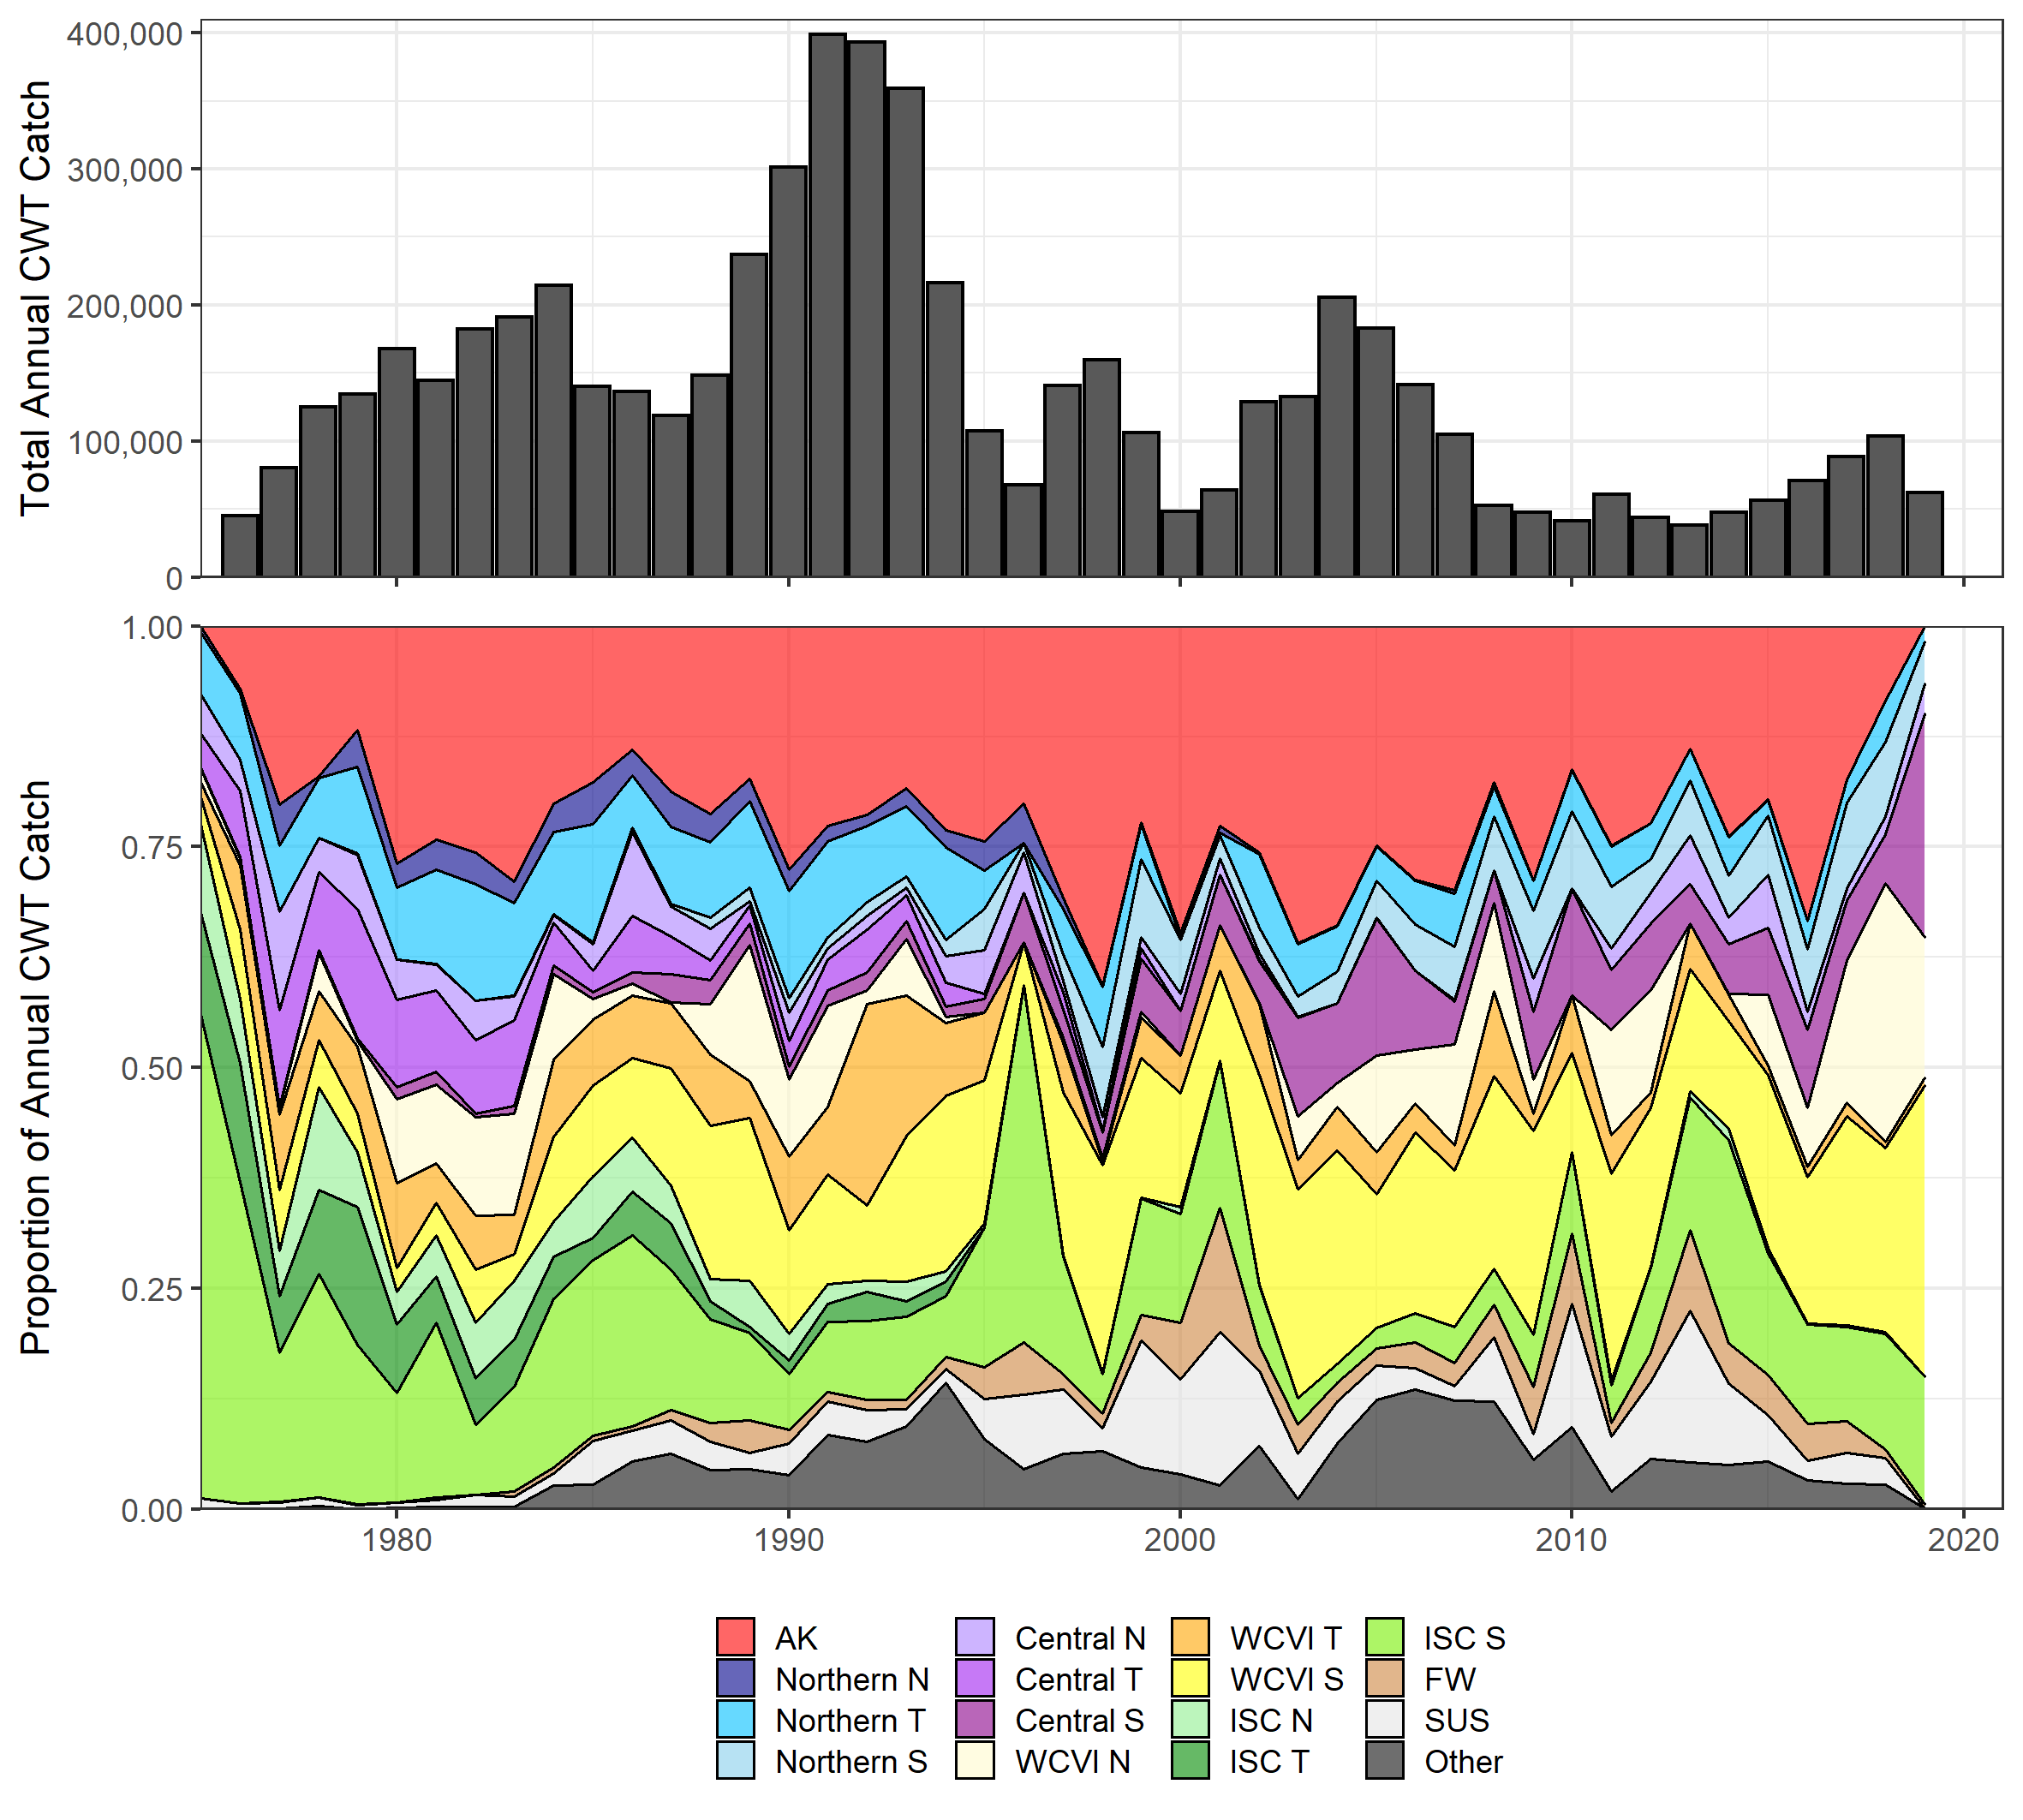 Total Annual CWT Catch
400,000
300,000
200,000
100,000
0
Proportion of Annual CWT Catch
1.00
0.75
0.50
0.25
0.00
1980 1990 2000 2010 2020
AK Central N WCVI T ISC S
Northern N Central T WCVI S FW
Northern T Central S ISC N SUS
Northern S WCVI N ISC T Other